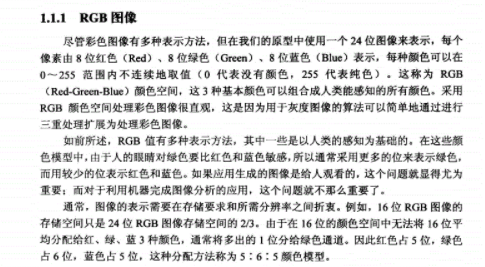 1.1.1 RGB 图像
尽管彩色图像有多种表示方法，但在我们的原型中使用一个 24 位图像来表示，每个
像素由 8 位红色（Red）、8 位绿色（Green）、8 位蓝色（Blue）表示，每种颜色可以在
0～255 范围内不连续地取值（0 代表没有颜色，255 代表纯色）。这称为 RGB
（Red-Green-Blue）颜色空间，这 3 种基本颜色可以组合成人类能感知的所有颜色。采用
RGB 颜色空间处理彩色图像很直观，这是因为用于灰度图像的算法可以简单地通过进行
三重处理扩展为处理彩色图像。
如前所述，RGB 值有多种表示方法，其中一些是以人类的感知为基础的。在这些颜
色模型中，由于人的眼睛对绿色要比红色和蓝色敏感，所以通常采用更多的位来表示绿色，
而用较少的位表示红色和蓝色。如果应用生成的图像是给人观看的，这个问题就显得尤为
重要；而对于利用机器完成图像分析的应用，这个问题就不那么重要了。
通常，图像的表示需要在存储要求和所需分辨率之间折衷。例如，16 位 RGB 图像的
存储空间只是 24 位 RGB 图像存储空间的 2/3。由于在 16 位的颜色空间中无法将 16 位平
均分配给红、绿、蓝 3 种颜色，通常将多出的 1 位分给绿色通道。因此红色占 5 位，绿色
占 6 位，蓝色占 5 位，这种分配方法称为 5：6：5 颜色模型。